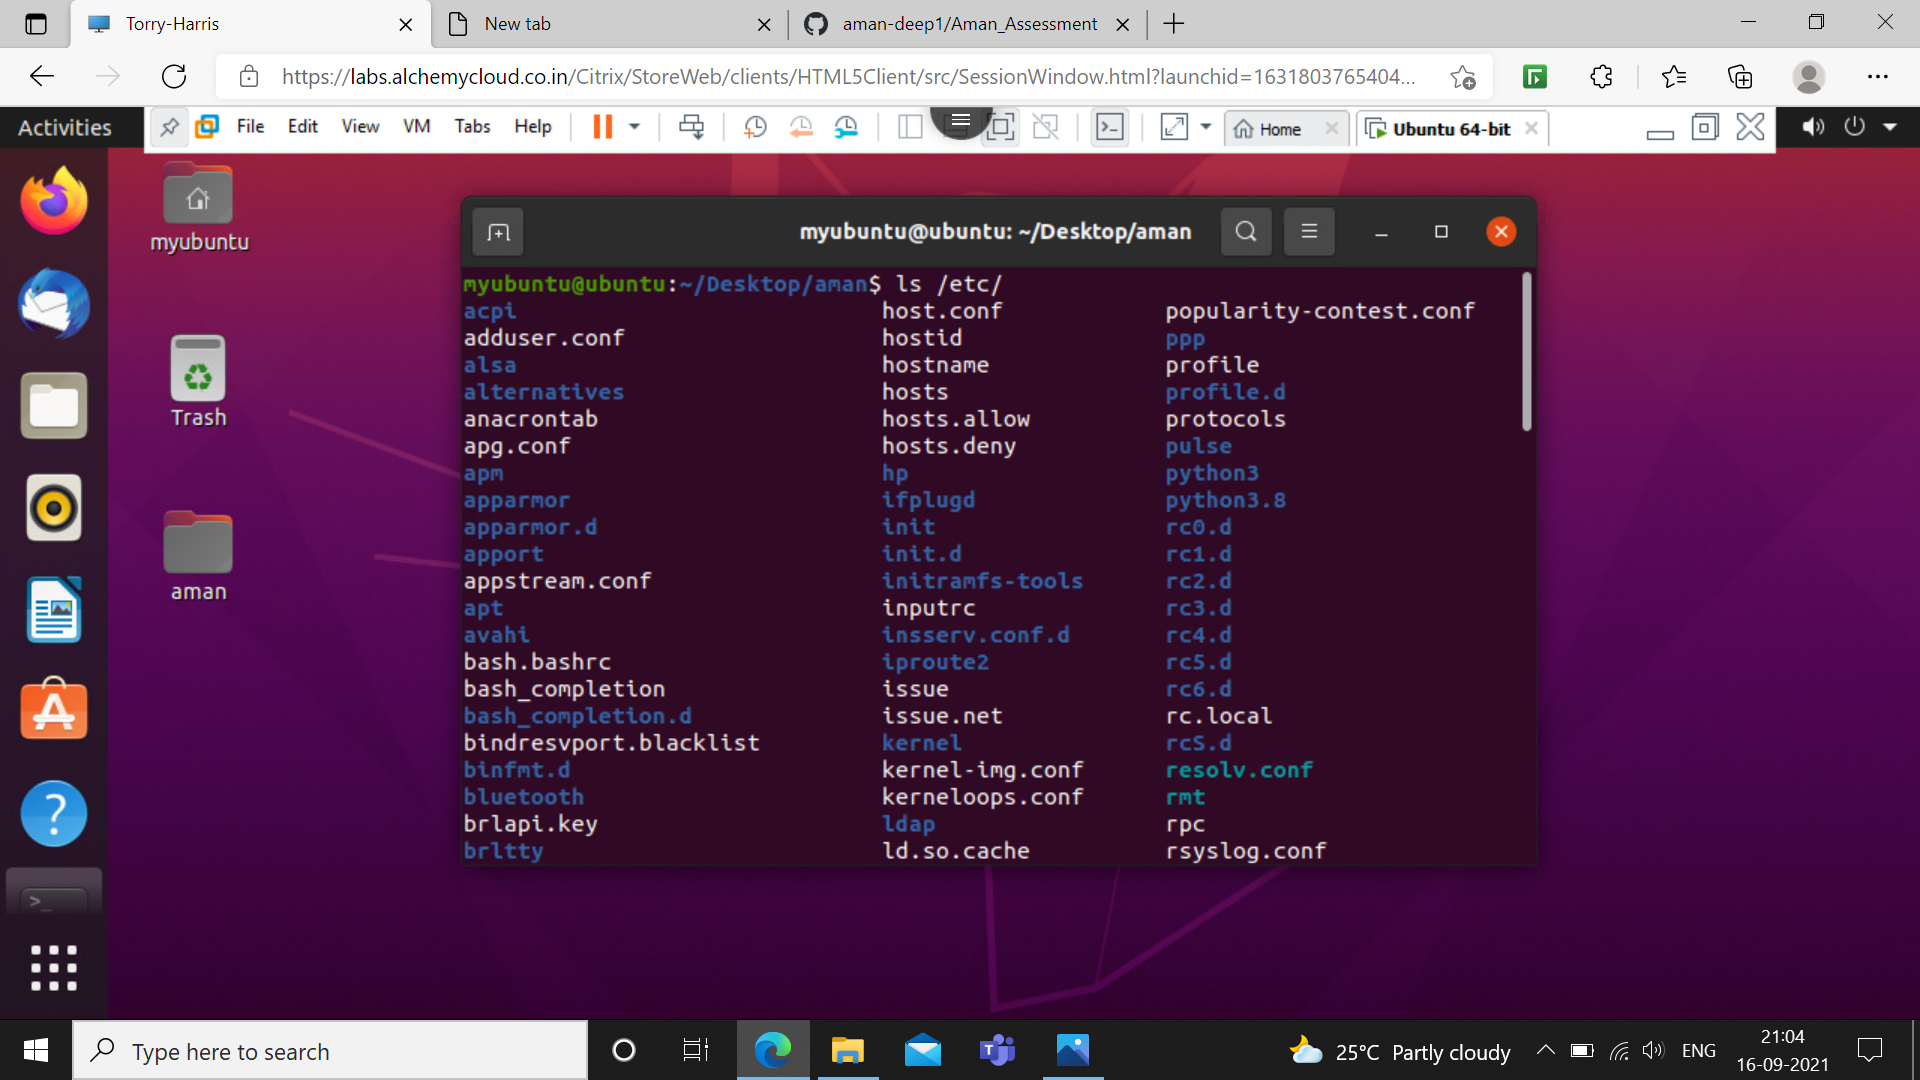 Torry-Harris
New tab
aman-deep1/Aman_Assessment
https://labs.alchemycloud.co.in/Citrix/StoreWeb/clients/HTML5Client/src/SessionWindow.html?launchid=1631803765404...
Activities
File Edit View VM Tabs Help
Home
Ubuntu 64-bit
myubuntu
Trash
aman
myubuntu@ubuntu: ~/Desktop/aman
myubuntu@ubuntu:~/Desktop/aman$ ls /etc/
acpi host.conf popularity-contest.conf
adduser.conf hostid ppp
alsa hostname profile
alternatives hosts profile.d
anacrontab hosts.allow protocols
apg.conf hosts.deny pulse
apm hp python3
apparmor ifplugd python3.8
apparmor.d init rc0.d
apport init.d rc1.d
appstream.conf initramfs-tools rc2.d
apt inputrc rc3.d
avahi insserv.conf.d rc4.d
bash.bashrc iproute2 rc5.d
bash_completion issue rc6.d
bash_completion.d issue.net rc.local
bindresvport.blacklist kernel rcS.d
binfmt.d kernel-img.conf resolv.conf
bluetooth kerneloops.conf rmt
brlapi.key ldap rpc
brltty ld.so.cache rsyslog.conf
Type here to search
25°C Partly cloudy
ENG
21:04
16-09-2021